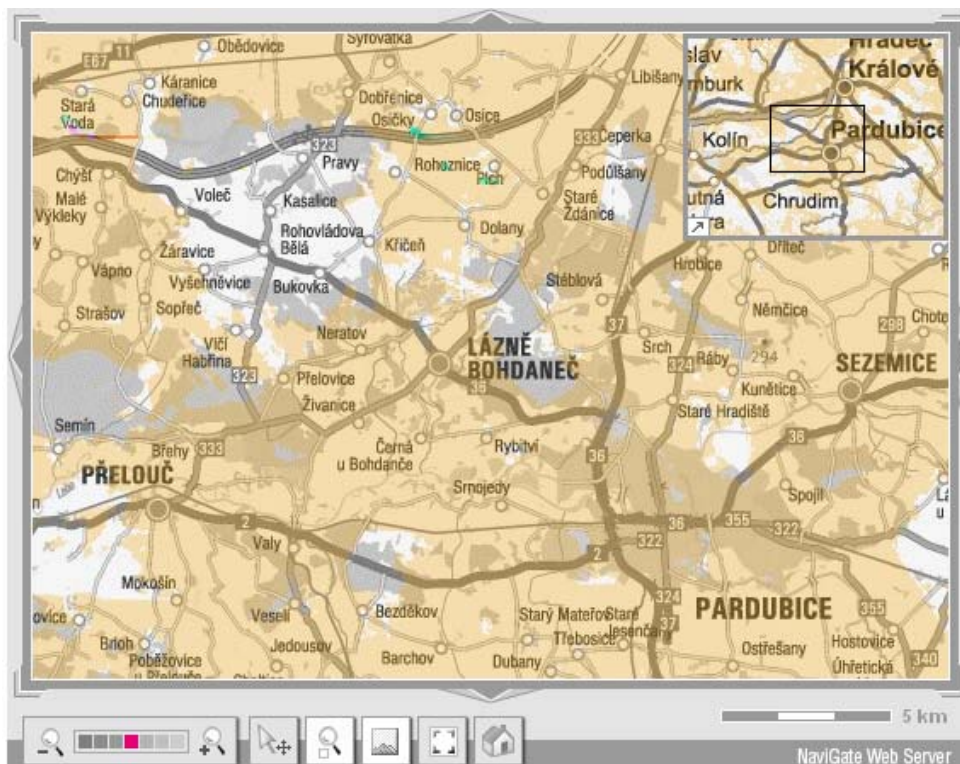 Obědovice
Syrovátka
11
E67
Libišany
Káranice
Stará
Voda
Chudeřice
Dobřenice
Osičky
Osice
333
Čeperka
323
Pravy
Rohoznice
Plch
Podůlšany
Chýšť
Voleč
Kasalice
Staré
Ždánice
Malé
Výkleky
Rohovládova
Bělá
Dolany
Křičeň
Žáravice
Vápno
Vyšehněvice
Bukovka
Stéblová
Hrobice
Dříteč
Sopřeč
Strašov
Němčice
Neratov
37
298
Vlčí
Habřina
LÁZNĚ
BOHDANEČ
Srch
324
Ráby
294
SEZEMICE
323
Přelovice
36
Kunětice
Živanice
Staré Hradiště
Semín
Břehy
333
Černá
u Bohdanče
Rybitví
36
36
PŘELOUČ
Labe
Srnojedy
Spojil
2
36
355
322
Valy
2
322
Mokošín
324
PARDUBICE
355
Veselí
Bezděkov
Starý Mateřov
Staré
Jesenčany
37
Třebosice
Hostovice
Brloh
Jedousov
Barchov
Dubany
Ostřešany
Poběžovice
u Přelouče
Úhřetická
340
Hradec
Králové
Kolín
Pardubice
Chrudim
5 km
NaviGate Web Server